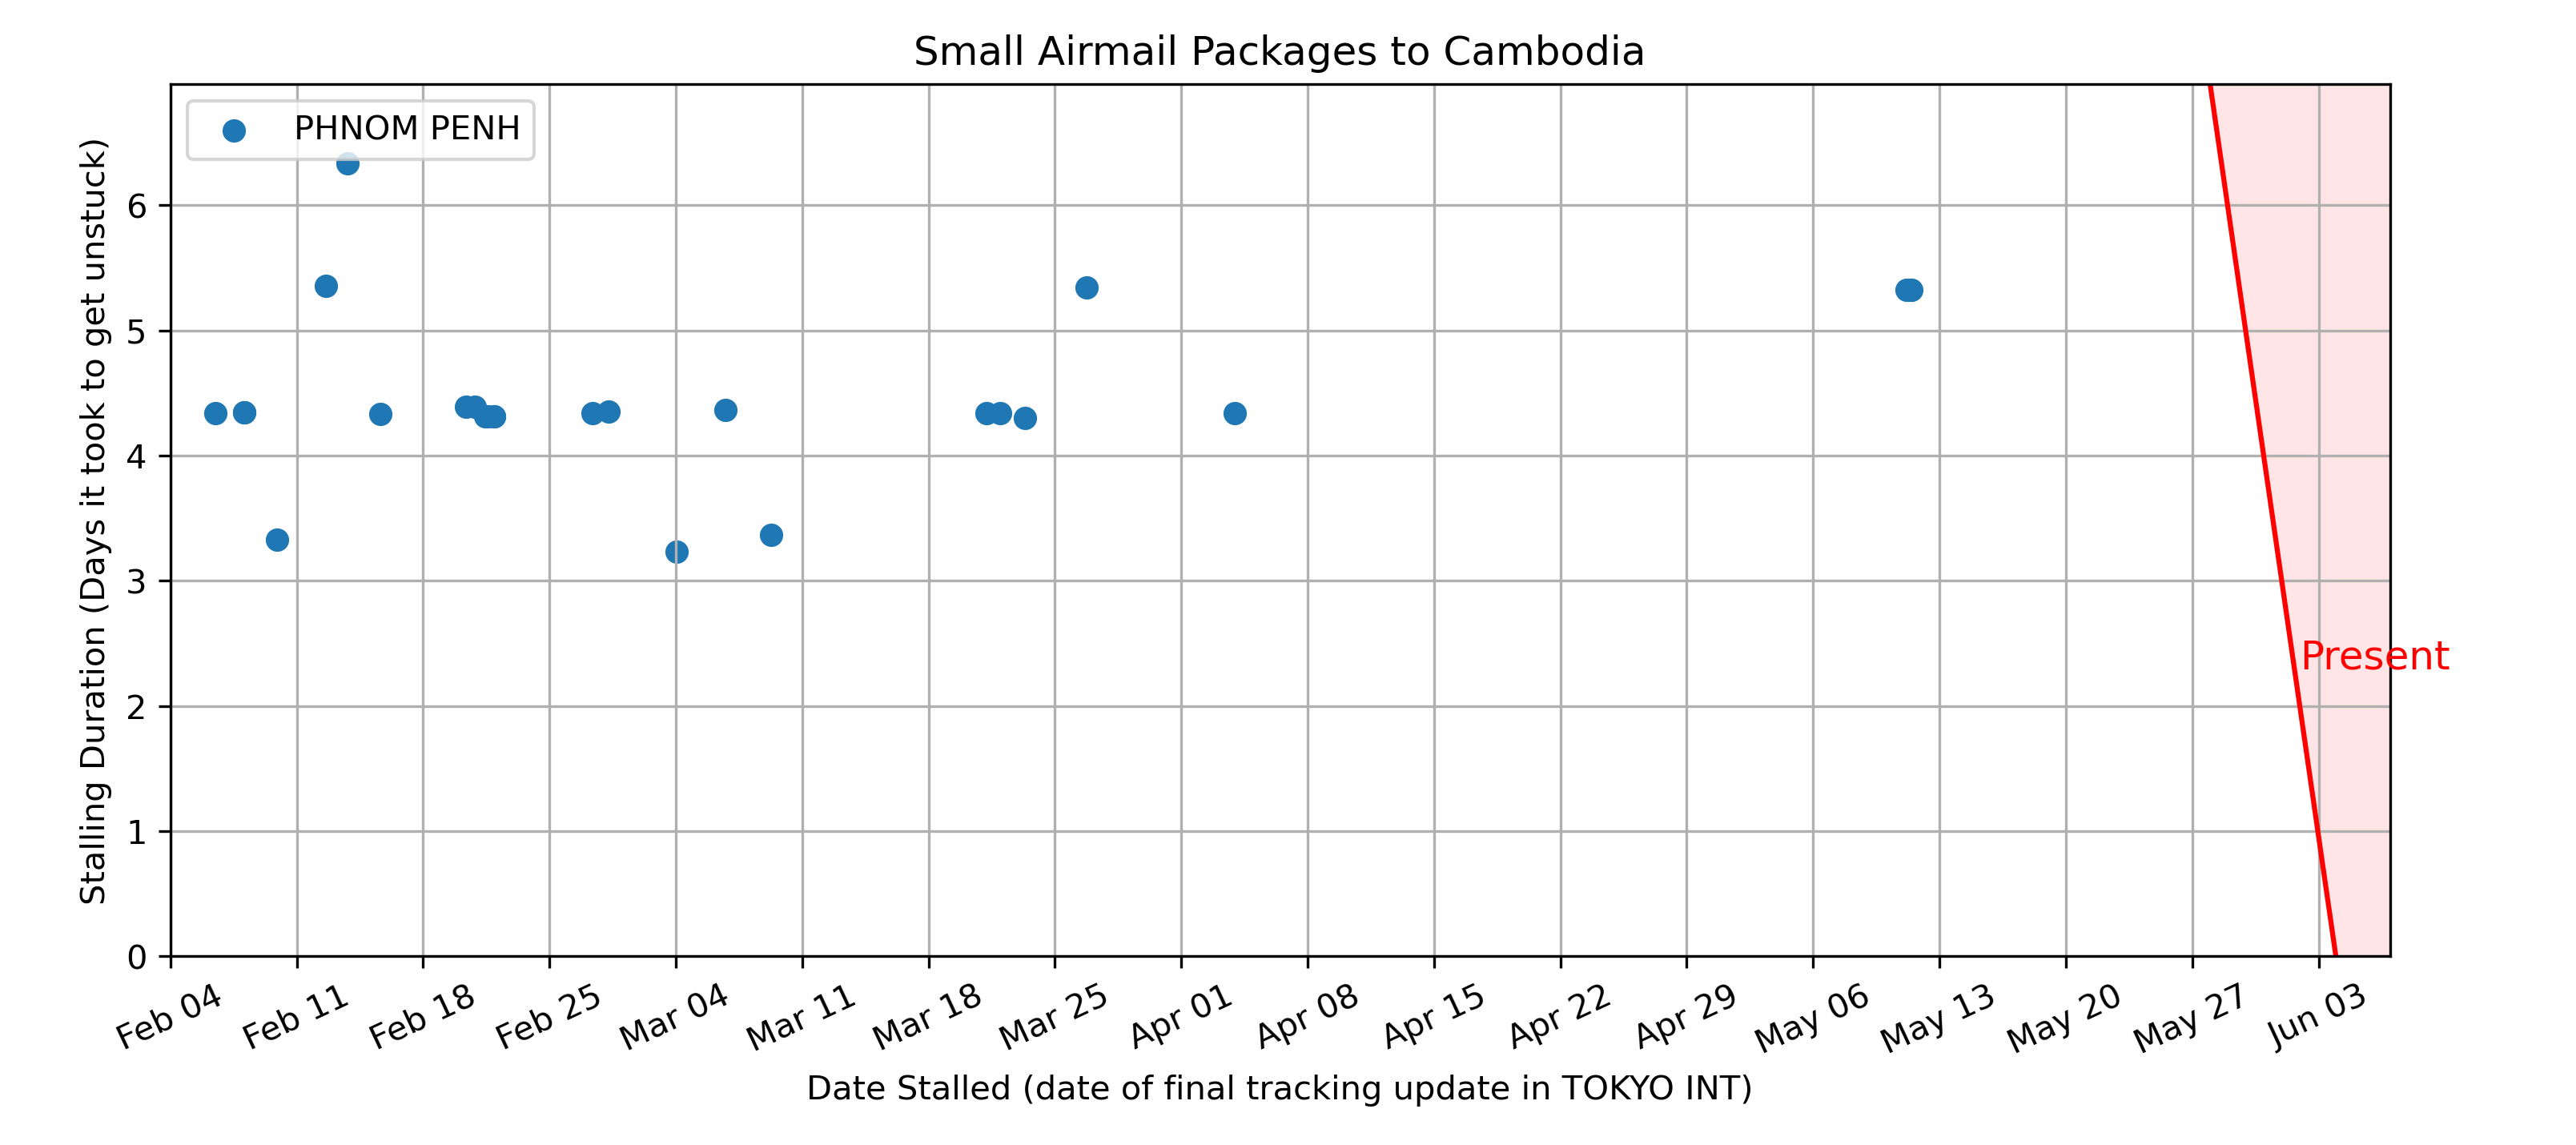 Small Airmail Packages to Cambodia
PHNOM PENH
Stalling Duration (Days it took to get unstuck)
6
5
4
3
2
1
0
Present
Feb 04 Feb 11 Feb 18 Feb 25 Mar 04 Mar 11 Mar 18 Mar 25 Apr 01 Apr 08 Apr 15 Apr 22 Apr 29 May 06 May 13 May 20 May 27 Jun 03
Date Stalled (date of final tracking update in TOKYO INT)